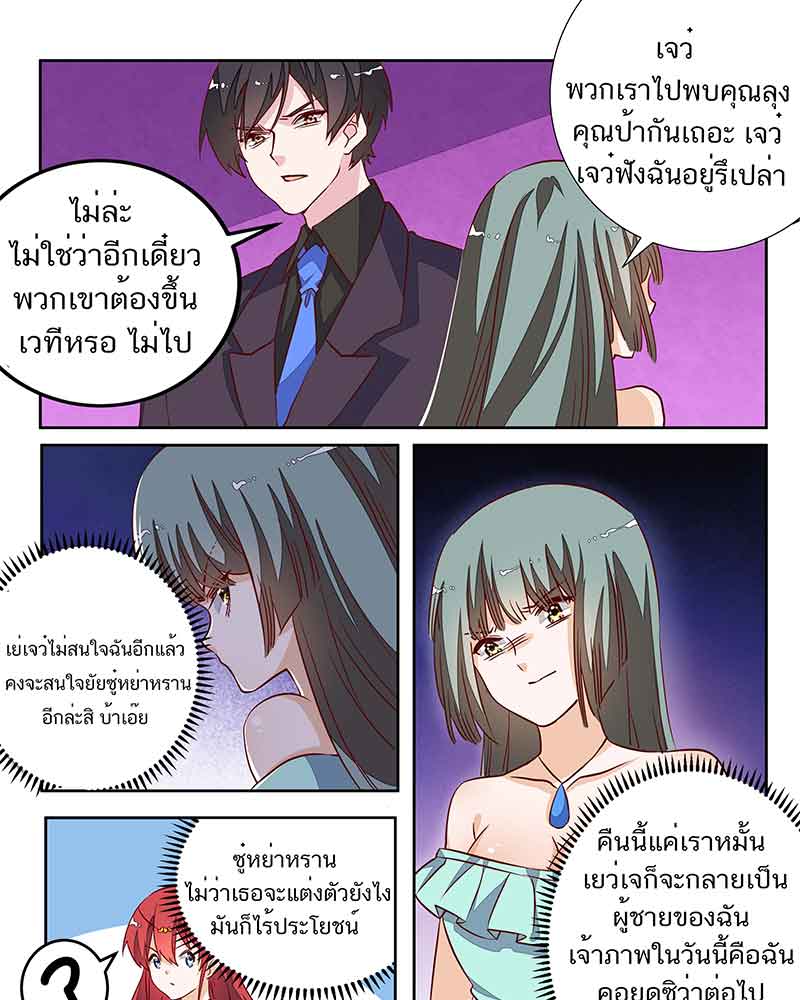 เจว๋
พวกเราไปพบคุณลุง
คุณป้ากันเถอะ เจว๋
เจว๋ฟังฉันอยู่รึเปล่า
ไม่ล่ะ
ไม่ใช่ว่าอีกเดี๋ยว
พวกเขาต้องขึ้น
เวทีหรอ ไม่ไป
เย่เจว๋ไม่สนใจฉันอีกแล้ว
คงจะสนใจยัยซู๋หย่าหราน
อีกล่ะสิ บ้าเอ๊ย
คืนนี้แค่เราหมั้น
เยว่เจก็จะกลายเป็น
ผู้ชายของฉัน
เจ้าภาพในวันนี้คือฉัน
คอยดูซิว่าต่อไป
ซู๋หย่าหราน
ไม่ว่าเธอจะแต่งตัวยังไง
มันก็ไร้ประโยชน์